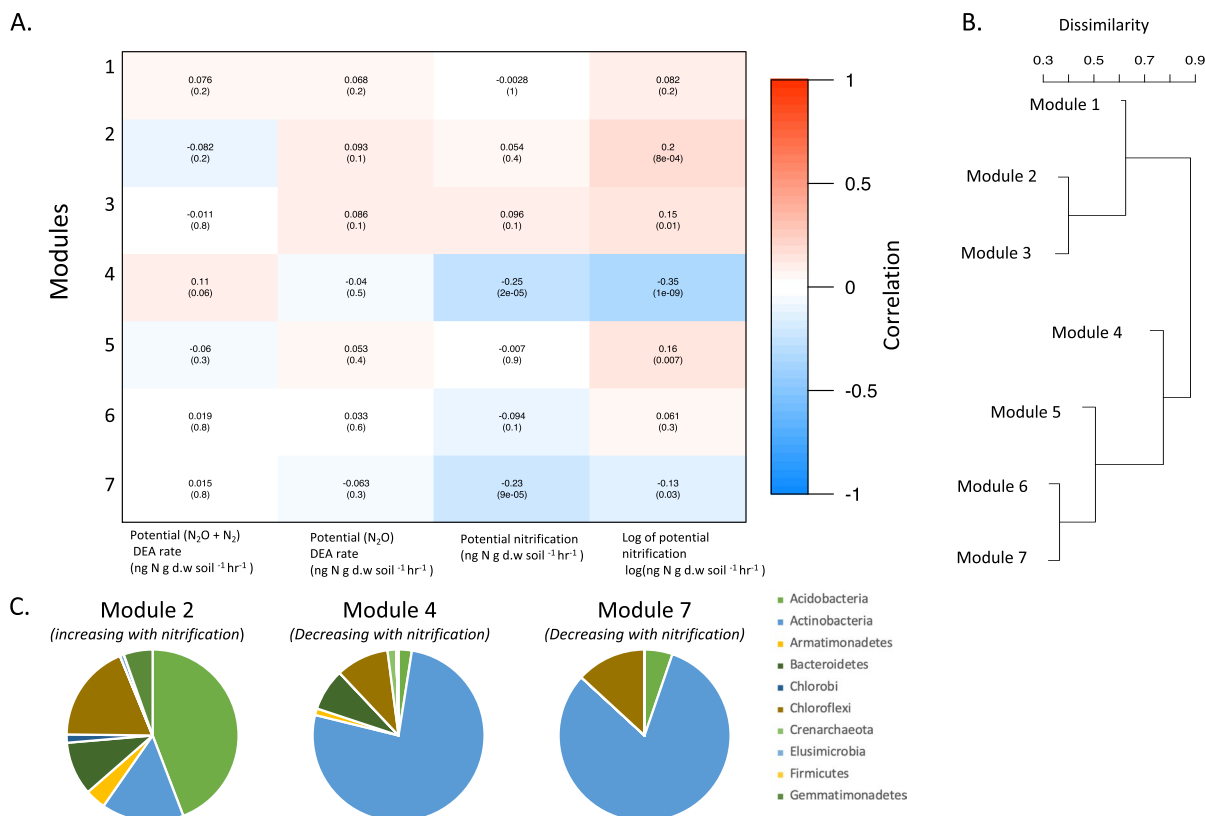 A.
Modules
1
0.076
(0.2)
0.068
(0.2)
-0.0028
(1)
0.082
(0.2)
2
-0.082
(0.2)
0.093
(0.1)
0.054
(0.4)
0.2
(8e-04)
3
-0.011
(0.8)
0.086
(0.1)
0.096
(0.1)
0.15
(0.01)
4
0.11
(0.06)
-0.04
(0.5)
-0.25
(2e-05)
-0.35
(1e-09)
5
-0.06
(0.3)
0.053
(0.4)
-0.007
(0.9)
0.16
(0.007)
6
0.019
(0.8)
0.033
(0.6)
-0.094
(0.1)
0.061
(0.3)
7
0.015
(0.8)
-0.063
(0.3)
-0.23
(9e-05)
-0.13
(0.03)
Potential (N₂O + N₂)
DEA rate
(ng N g d.w soil ⁻¹ hr⁻¹ )
Potential (N₂O)
DEA rate
(ng N g d.w soil ⁻¹ hr⁻¹ )
Potential nitrification
(ng N g d.w soil ⁻¹ hr⁻¹ )
Log of potential
nitrification
log(ng N g d.w soil ⁻¹ hr⁻¹ )
1
0.5
0
-0.5
-1
Correlation
B.
Dissimilarity
0.3 0.5 0.7 0.9
Module 1
Module 2
Module 3
Module 4
Module 5
Module 6
Module 7
C.
Module 2
(increasing with nitrification)
Module 4
(Decreasing with nitrification)
Module 7
(Decreasing with nitrification)
Acidobacteria
Actinobacteria
Armatimonadetes
Bacteroidetes
Chlorobi
Chloroflexi
Crenarchaeota
Elusimicrobia
Firmicutes
Gemmatimonadetes